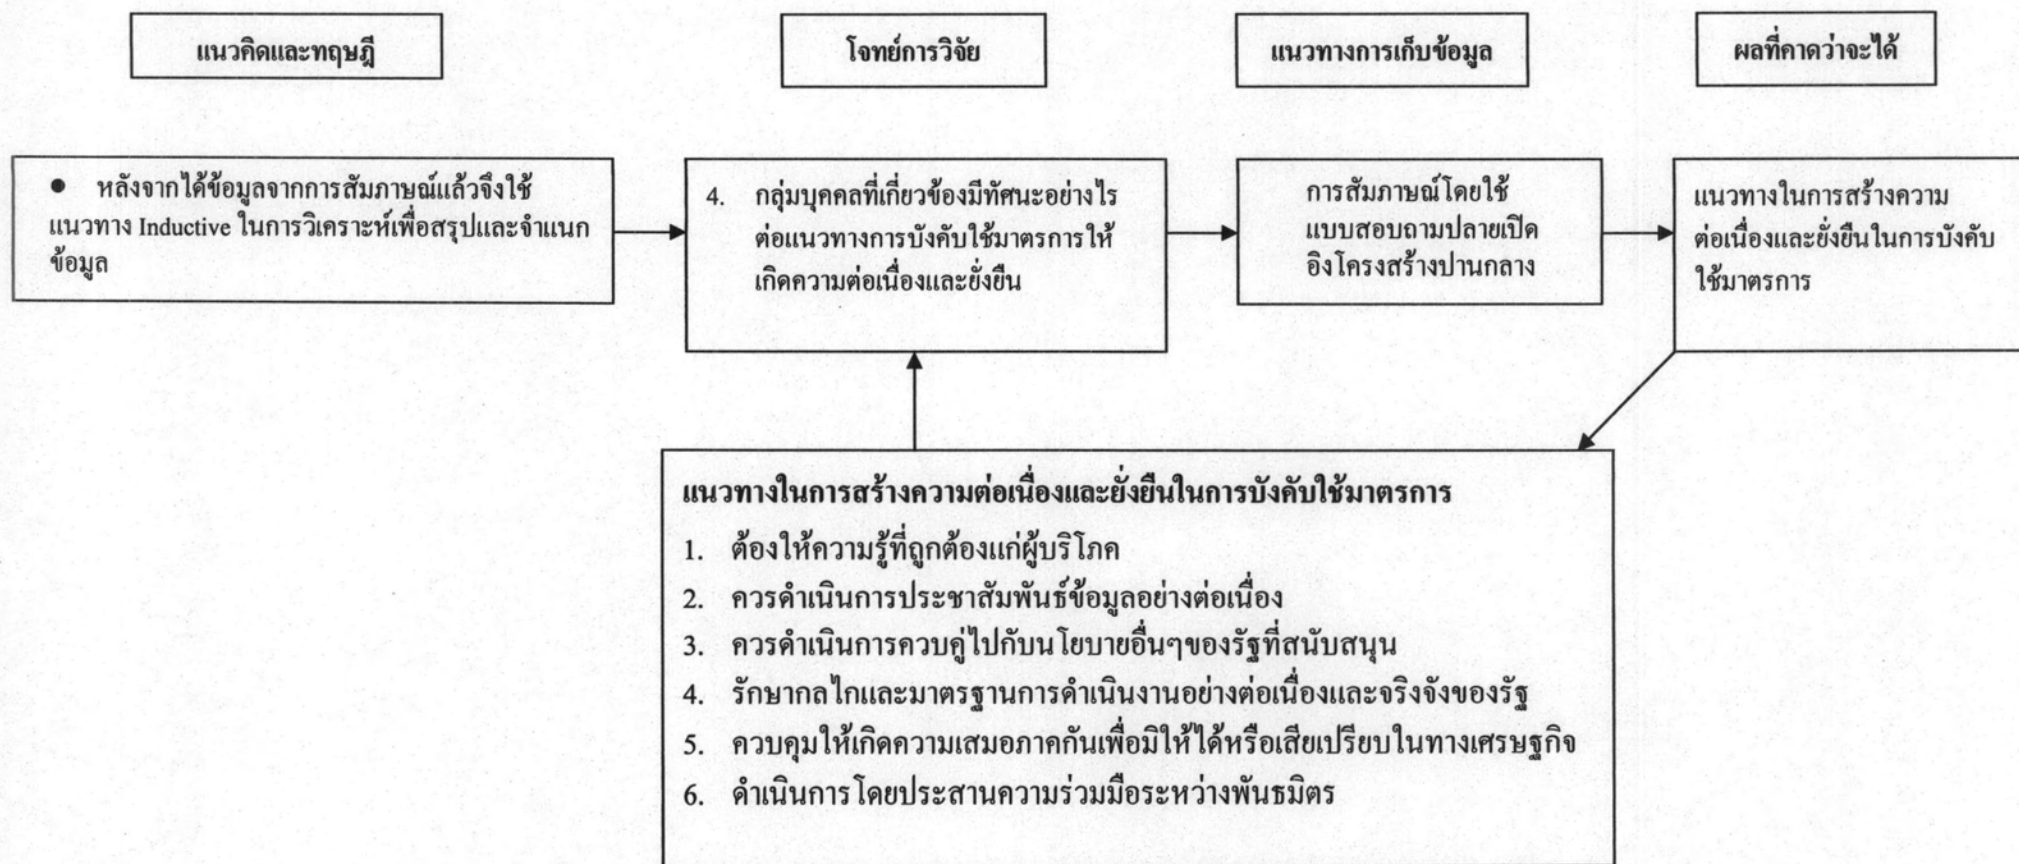 แนวคิดและทฤษฎี
โจทย์การวิจัย
แนวทางการเก็บข้อมูล
ผลที่คาดว่าจะได้
● หลังจากได้ข้อมูลจากการสัมภาษณ์แล้วจึงใช้
แนวทาง Inductive ในการวิเคราะห์เพื่อสรุปและจำแนก
ข้อมูล
4. กลุ่มบุคคลที่เกี่ยวข้องมีทัศนะอย่างไร
ต่อแนวทางการบังคับใช้มาตรการให้
เกิดความต่อเนื่องและยั่งยืน
การสัมภาษณ์โดยใช้
แบบสอบถามปลายเปิด
อิงโครงสร้างปานกลาง
แนวทางในการสร้างความ
ต่อเนื่องและยั่งยืนในการบังคับ
ใช้มาตรการ
แนวทางในการสร้างความต่อเนื่องและยั่งยืนในการบังคับใช้มาตรการ
1. ต้องให้ความรู้ที่ถูกต้องแก่ผู้บริโภค
2. ควรดำเนินการประชาสัมพันธ์ข้อมูลอย่างต่อเนื่อง
3. ควรดำเนินการควบคู่ไปกับนโยบายอื่นๆของรัฐที่สนับสนุน
4. รักษากลไกและมาตรฐานการดำเนินงานอย่างต่อเนื่องและจริงจังของรัฐ
5. ควบคุมให้เกิดความเสมอภาคกันเพื่อมิให้ได้หรือเสียเปรียบในทางเศรษฐกิจ
6. ดำเนินการโดยประสานความร่วมมือระหว่างพันธมิตร